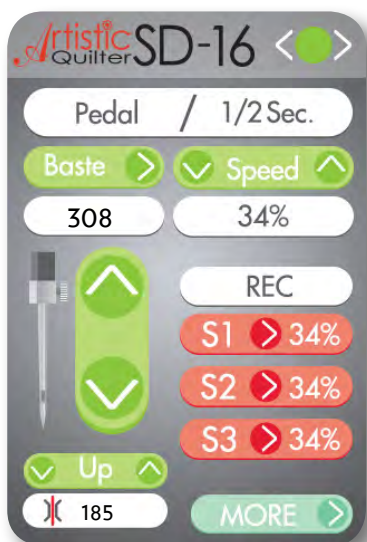 Artistic
Quilter SD-16 < >
Pedal / 1/2 Sec.
Baste > Speed
308 34%
REC
S1 > 34%
S2 > 34%
S3 > 34%
Up
185 MORE >